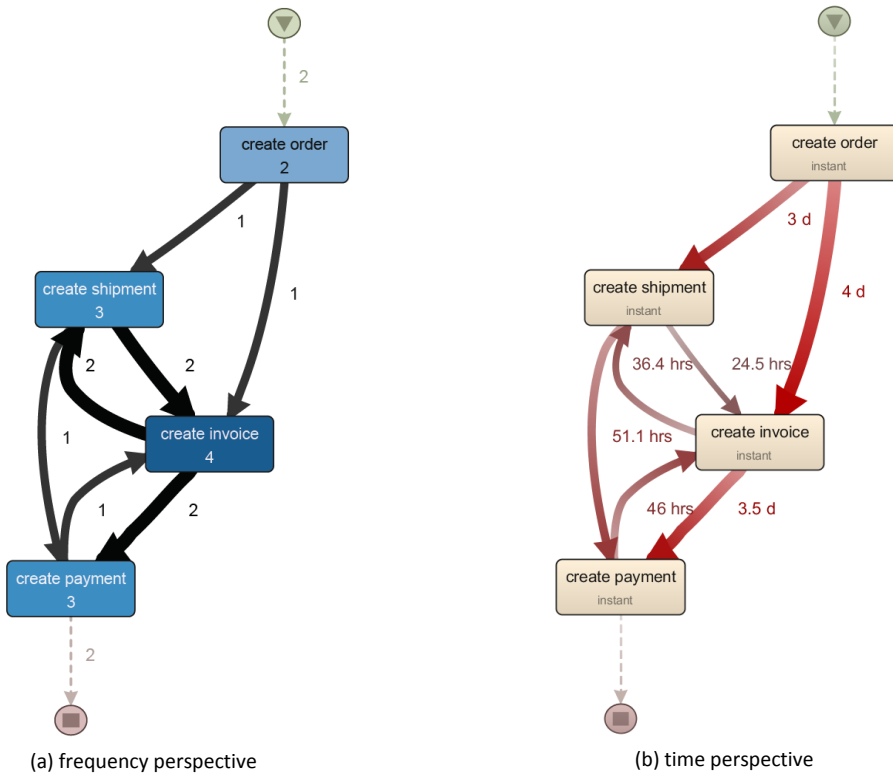 2
create order
2
1
1
create shipment
3
2
2
create invoice
4
1
1
2
create payment
3
2
(a) frequency perspective
create order
instant
3 d
4 d
create shipment
instant
36.4 hrs
24.5 hrs
create invoice
instant
51.1 hrs
46 hrs
3.5 d
create payment
instant
(b) time perspective